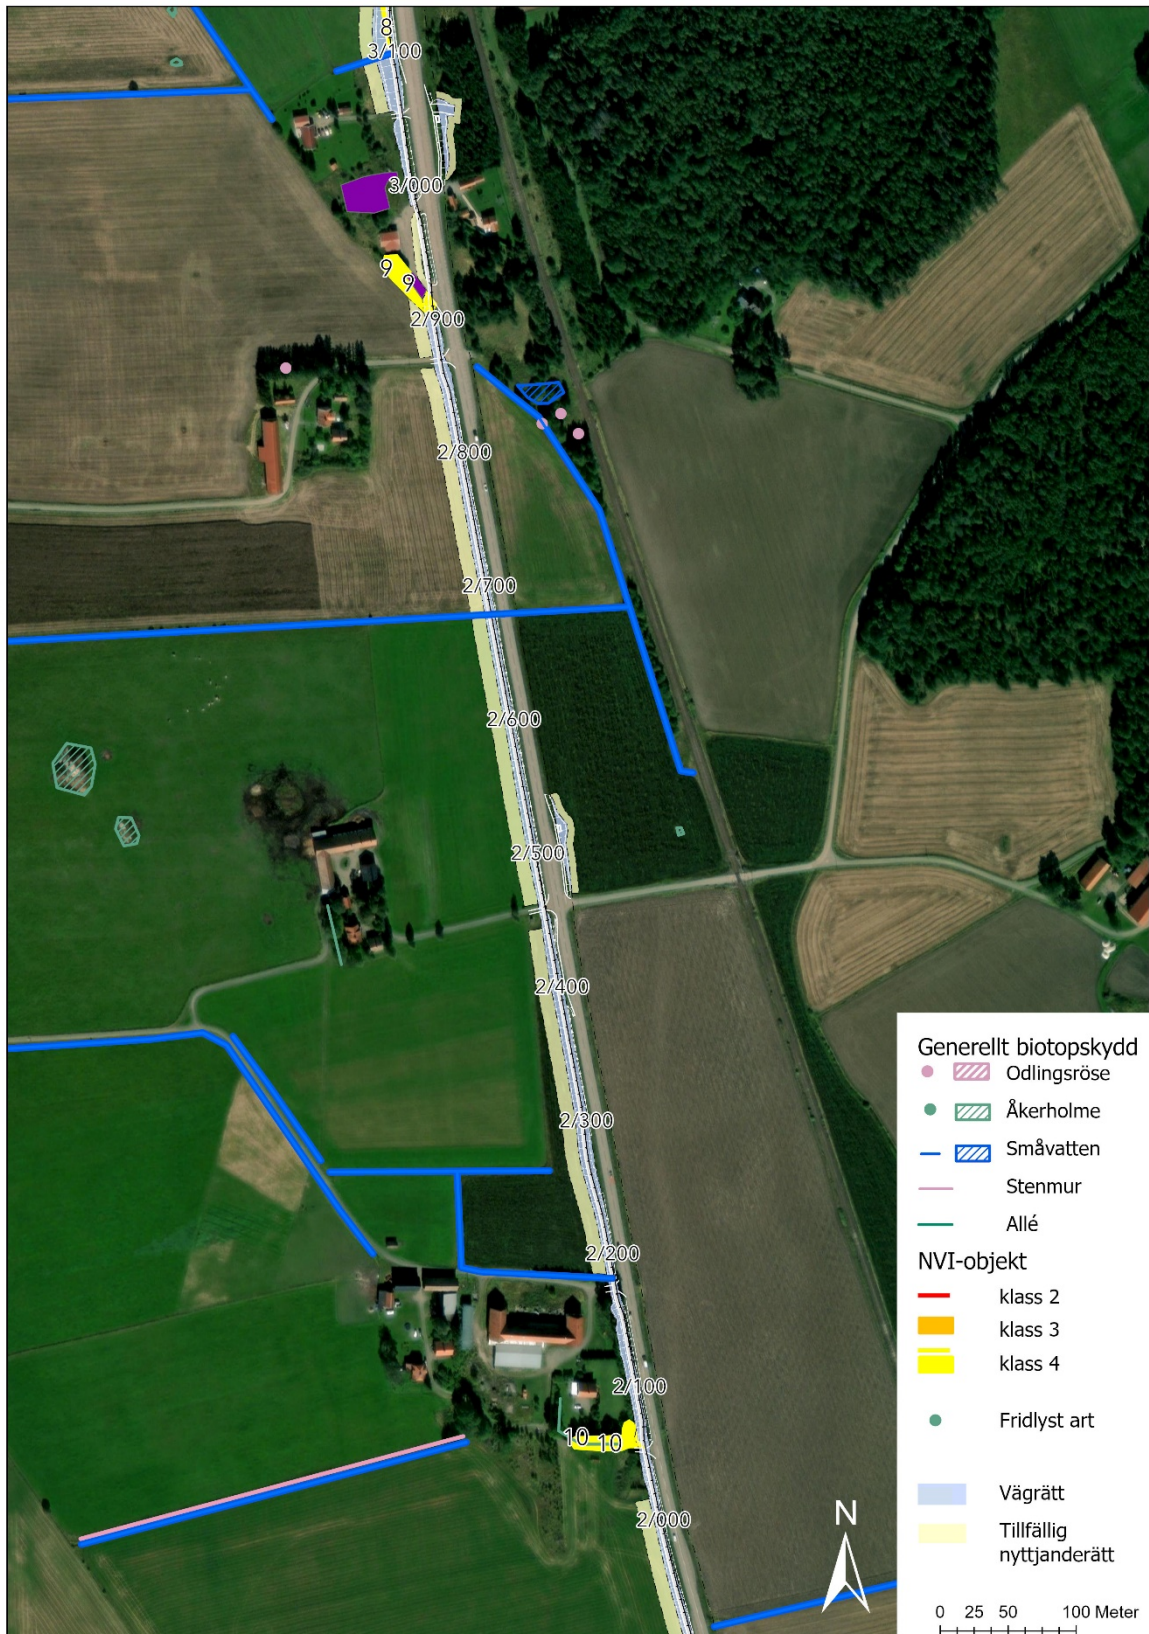 8
3/100
3/000
9
9
2/900
2/800
2/700
2/600
2/500
2/400
2/300
2/200
2/100
10 10
2/000
Generellt biotopskydd
Odlingsröse
Åkerholme
Småvatten
Stenmur
Allé
NVI-objekt
klass 2
klass 3
klass 4
Fridlyst art
Vägrätt
Tillfällig
nyttjanderätt
N
0 25 50 100 Meter